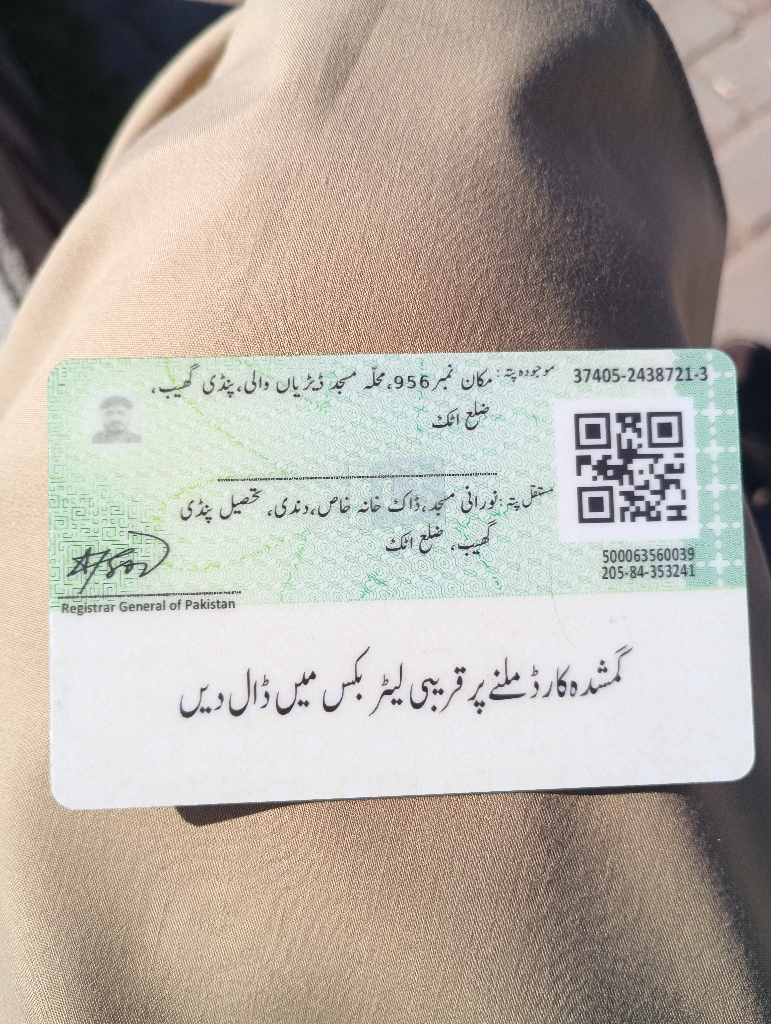 37405-2438721-3
موجودہ پتہ: مکان نمبر 956، محلّہ مسجد ڈیڑیاں والی، پنڈی گھیب،
ضلع اٹک
مستقل پتہ: نورانی مسجد، ڈاک خانہ خاص، دندی، تحصیل پنڈی
گھیب، ضلع اٹک
500063560039
205-84-353241
Registrar General of Pakistan
گمشدہ کارڈ ملنے پر قریبی لیٹر بکس میں ڈال دیں